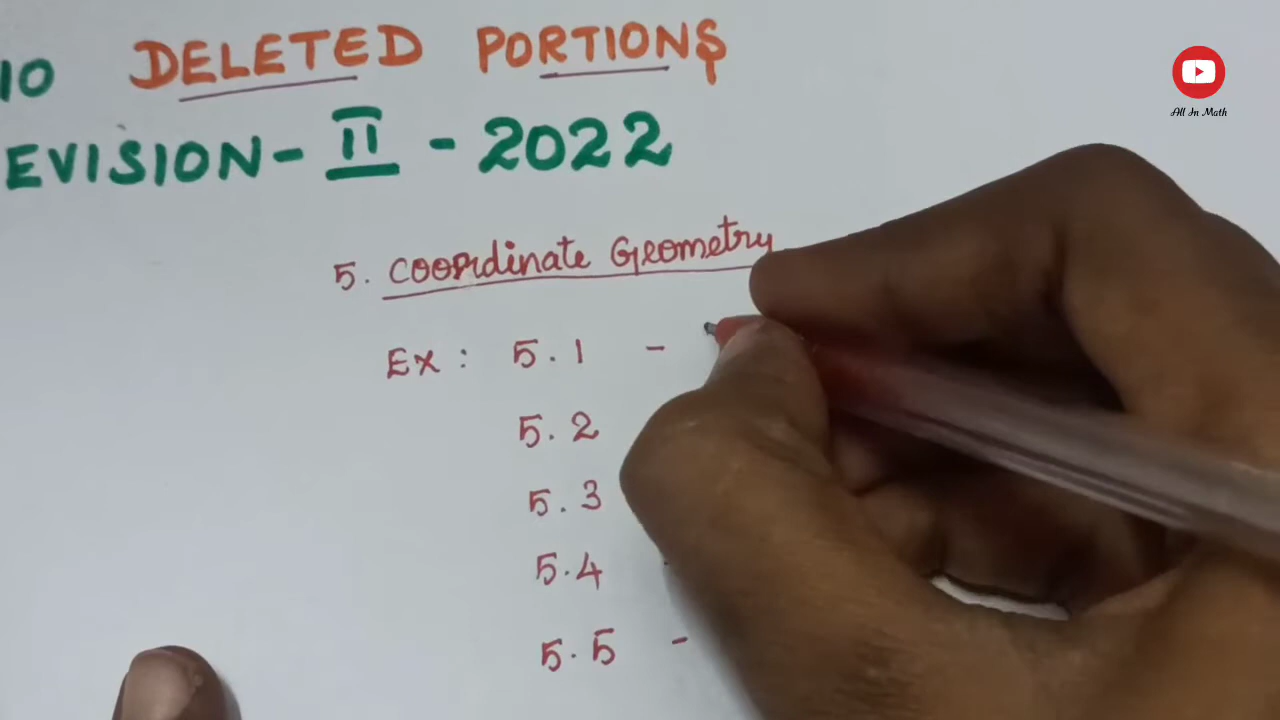 10 DELETED PORTIONS
EVISION - II - 2022
5. Coordinate Geometry
Ex : 5.1 -
5.2
5.3
5.4
5.5 -
All In Math